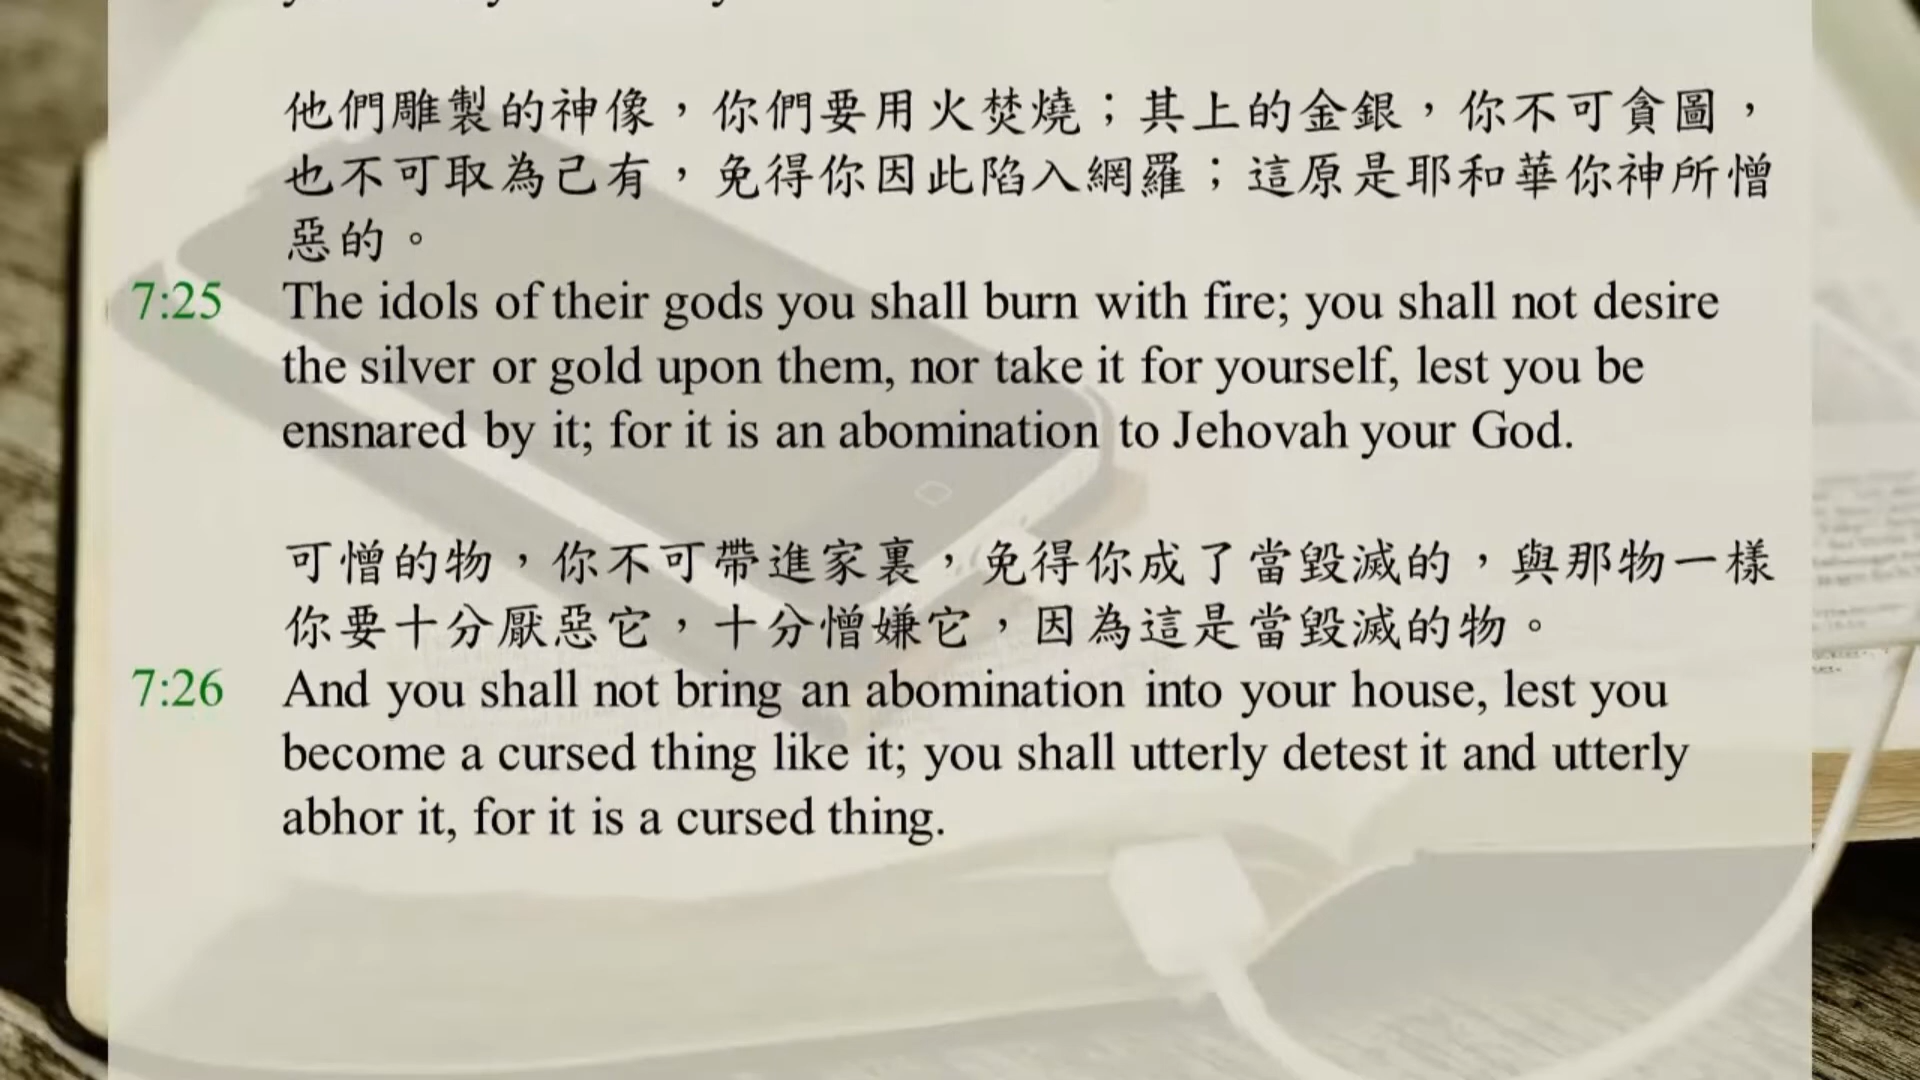 他們雕製的神像，你們要用火焚燒；其上的金銀，你不可貪圖，
也不可取為己有，免得你因此陷入網羅；這原是耶和華你神所憎
惡的。
7:25 The idols of their gods you shall burn with fire; you shall not desire
the silver or gold upon them, nor take it for yourself, lest you be
ensnared by it; for it is an abomination to Jehovah your God.
可憎的物，你不可帶進家裏，免得你成了當毀滅的，與那物一樣
你要十分厭惡它，十分憎嫌它，因為這是當毀滅的物。
7:26 And you shall not bring an abomination into your house, lest you
become a cursed thing like it; you shall utterly detest it and utterly
abhor it, for it is a cursed thing.